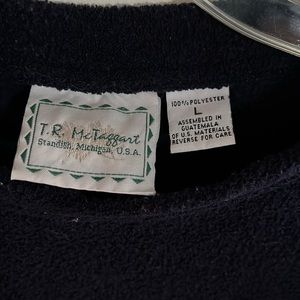 T.R. McTaggart
Standish, Michigan, U.S.A.
100% POLYESTER
L
ASSEMBLED IN
GUATEMALA
OF U.S. MATERIALS
REVERSE FOR CARE